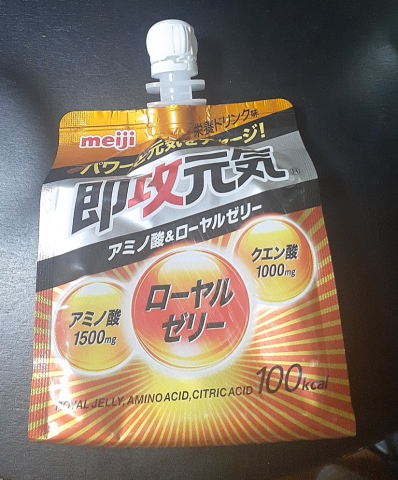 栄養ドリンク味
meiji
パワーと元気をチャージ!
即攻元気
アミノ酸&ローヤルゼリー
クエン酸
1000mg
ローヤル
ゼリー
アミノ酸
1500mg
ROYAL JELLY, AMINO ACID, CITRIC ACID 100kcal